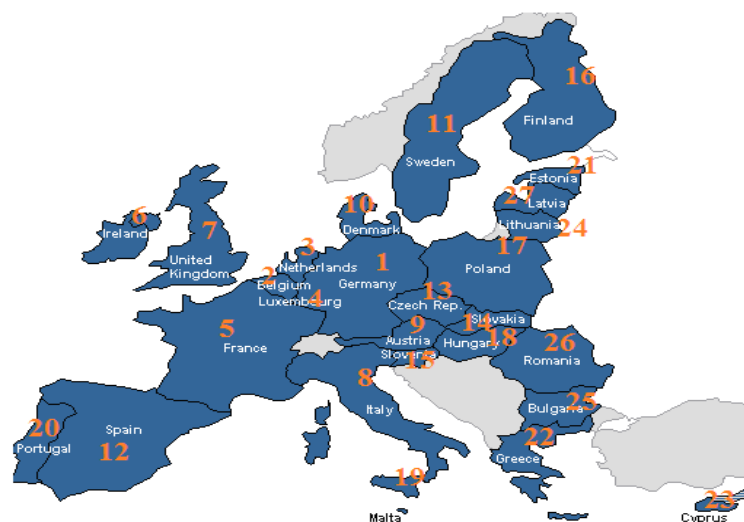 16
Finland
11
Sweden
21
Estonia
27
Latvia
Lithuania
24
17
10
Denmark
6
Ireland
7
United
Kingdom
3
Netherlands
2
Belgium
Luxembourg
4
1
Germany
Poland
13
Czech Rep.
Slovakia
14
18
Hungary
9
Austria
Slovenia
15
5
France
8
Italy
26
Romania
Bulgaria
25
22
Greece
20
Portugal
Spain
12
19
Malta
23
Cyprus